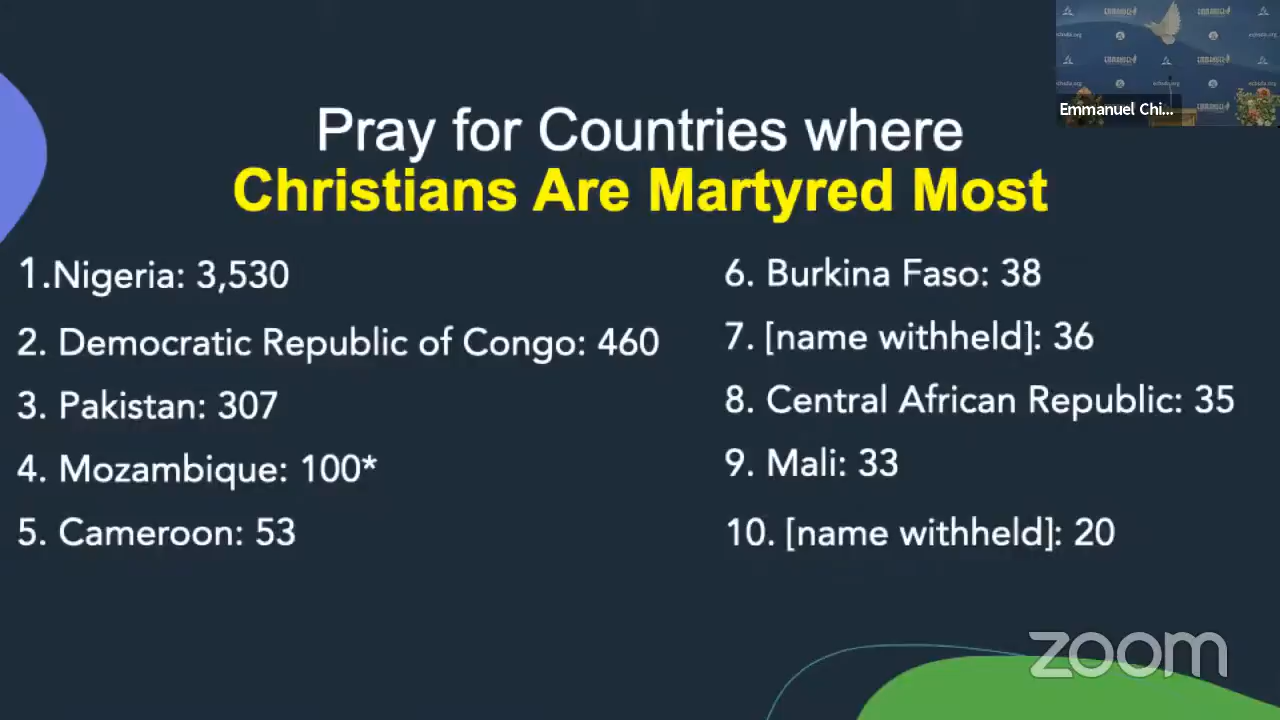 Pray for Countries where
Christians Are Martyred Most
1.Nigeria: 3,530
2. Democratic Republic of Congo: 460
3. Pakistan: 307
4. Mozambique: 100*
5. Cameroon: 53
6. Burkina Faso: 38
7. [name withheld]: 36
8. Central African Republic: 35
9. Mali: 33
10. [name withheld]: 20
Emmanuel Chi...
zoom